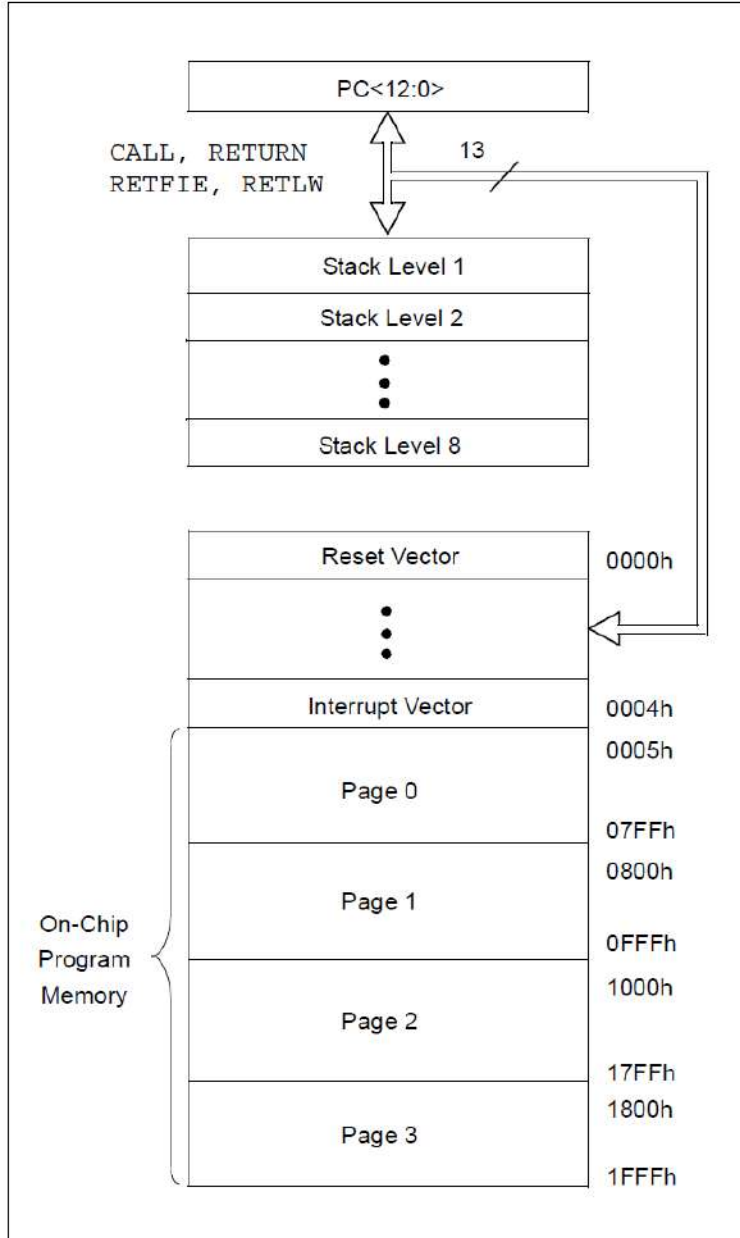 PC<12:0>
CALL, RETURN
RETFIE, RETLW
13
Stack Level 1
Stack Level 2
Stack Level 8
Reset Vector
0000h
Interrupt Vector
0004h
0005h
Page 0
07FFh
0800h
Page 1
0FFFh
On-Chip
Program
Memory
1000h
Page 2
17FFh
1800h
Page 3
1FFFh